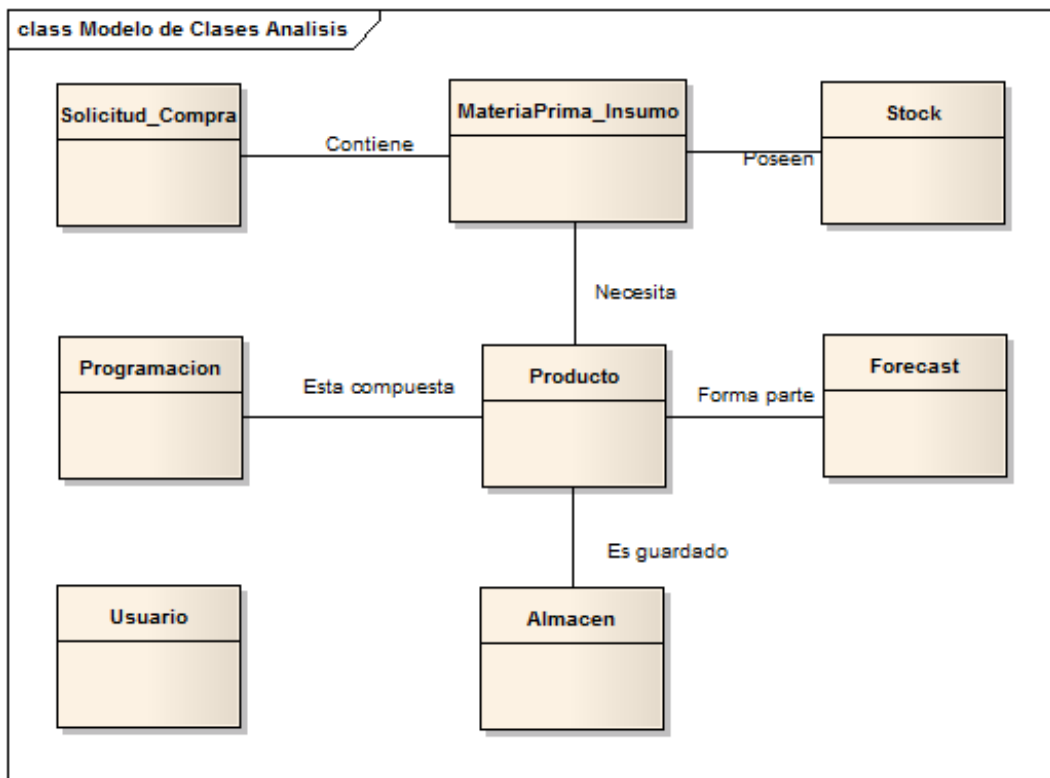 class Modelo de Clases Analisis
Solicitud_Compra
Contiene
MateriaPrima_Insumo
Poseen
Stock
Necesita
Programacion
Esta compuesta
Producto
Forma parte
Forecast
Es guardado
Usuario
Almacen